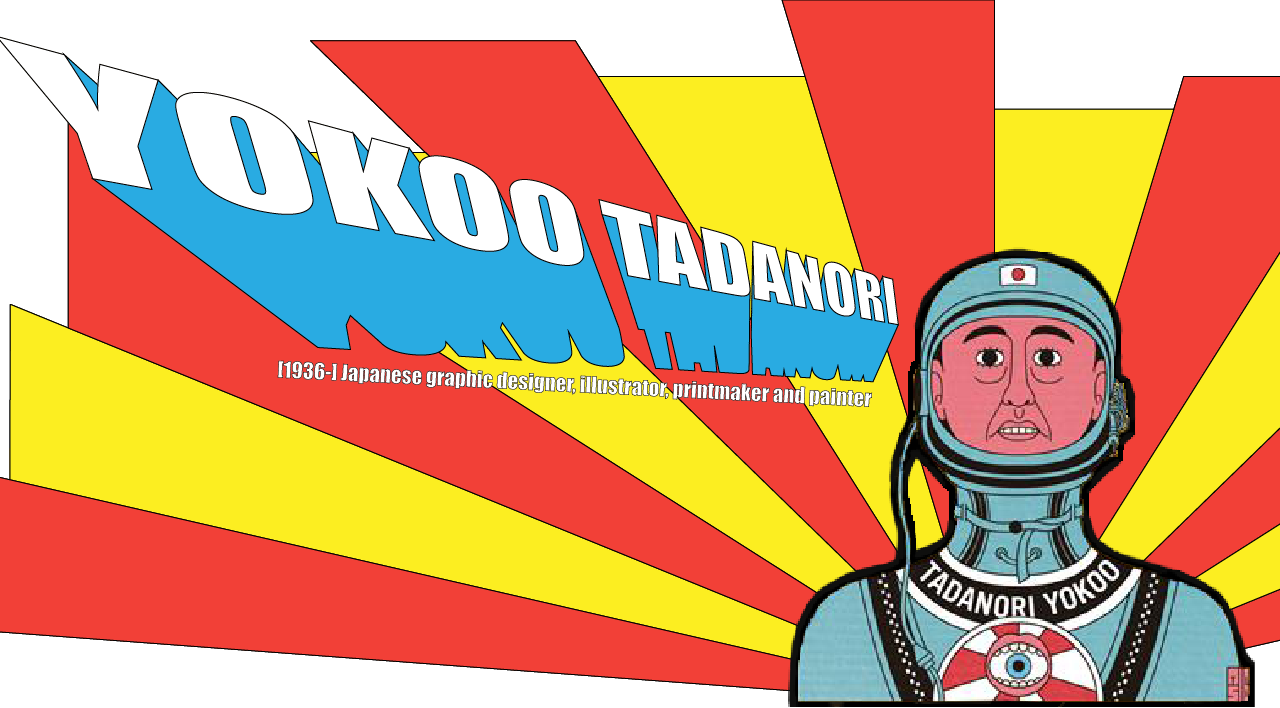 YOKOO TADANORI
[1936-] Japanese graphic designer, illustrator, printmaker and painter
TADANORI YOKOO